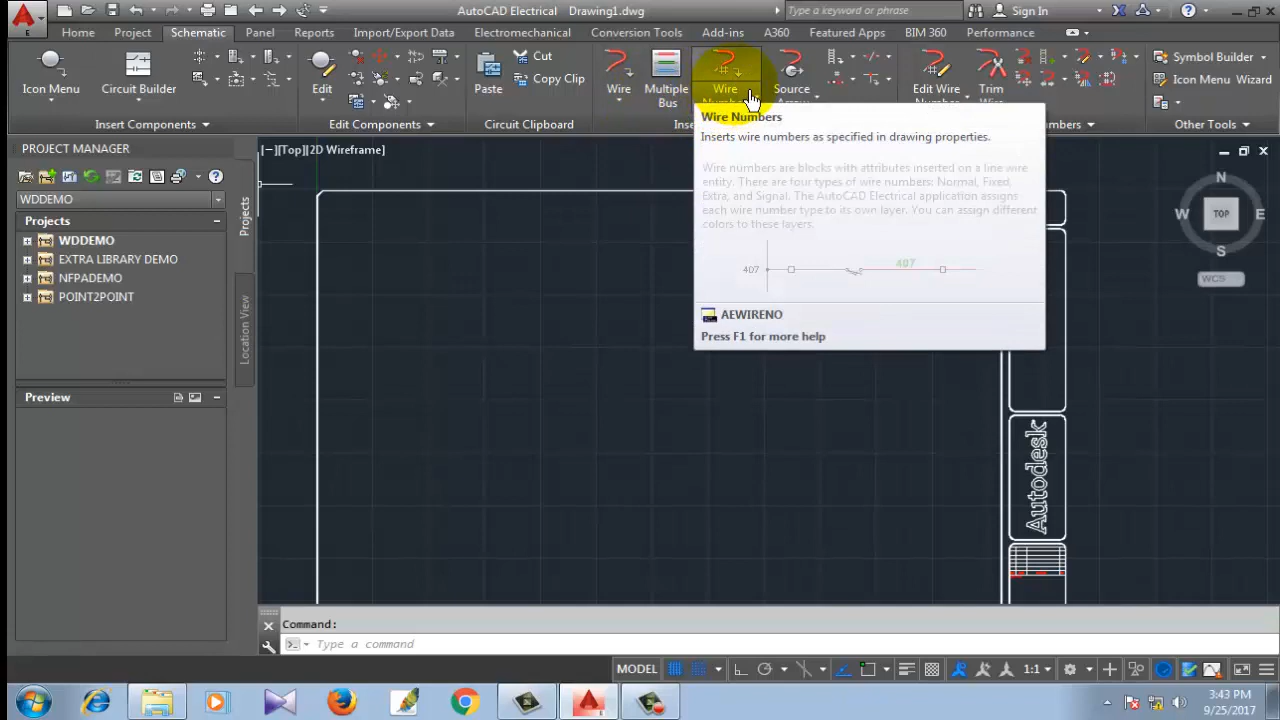 AutoCAD Electrical Drawing1.dwg
Type a keyword or phrase
Sign In
Home Project Schematic Panel Reports Import/Export Data Electromechanical Conversion Tools Add-ins A360 Featured Apps BIM 360 Performance
Icon Menu
Circuit Builder
Edit
Paste
Cut
Copy Clip
Wire
Multiple
Bus
Wire
Source
Edit Wire
Trim
Symbol Builder
Icon Menu Wizard
Insert Components
Edit Components
Circuit Clipboard
Other Tools
Wire Numbers
Inserts wire numbers as specified in drawing properties.
Wire numbers are blocks with attributes inserted on a line wire
entity. There are four types of wire numbers: Normal, Fixed,
Extra, and Signal. The AutoCAD Electrical application assigns
each wire number type to its own layer. You can assign different
colors to these layers.
407
407
AEWIRENO
Press F1 for more help
PROJECT MANAGER
WDDEMO
Projects
WDDEMO
EXTRA LIBRARY DEMO
NFPADEMO
POINT2POINT
Preview
Projects
Location View
[−][Top][2D Wireframe]
N
W TOP E
S
WCS
Autodesk
Command:
Type a command
MODEL
1:1
3:43 PM
9/25/2017